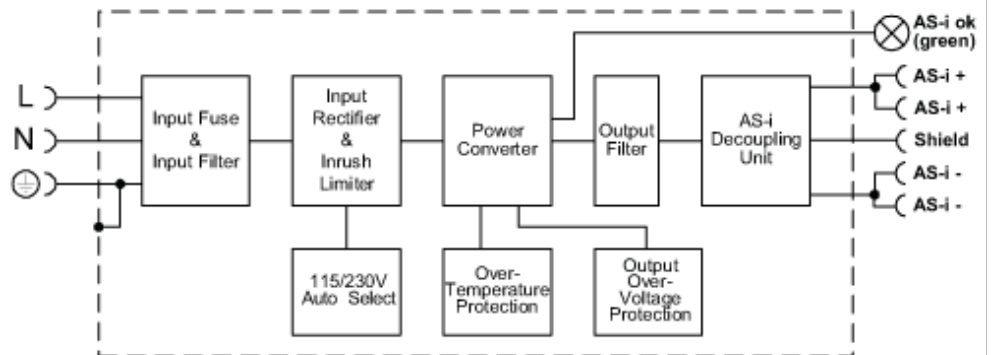 AS-i ok
(green)
L
N
Input Fuse
&
Input Filter
Input
Rectifier
&
Inrush
Limiter
Power
Converter
Output
Filter
AS-i
Decoupling
Unit
AS-i +
AS-i +
Shield
AS-i -
AS-i -
115/230V
Auto Select
Over-
Temperature
Protection
Output
Over-
Voltage
Protection